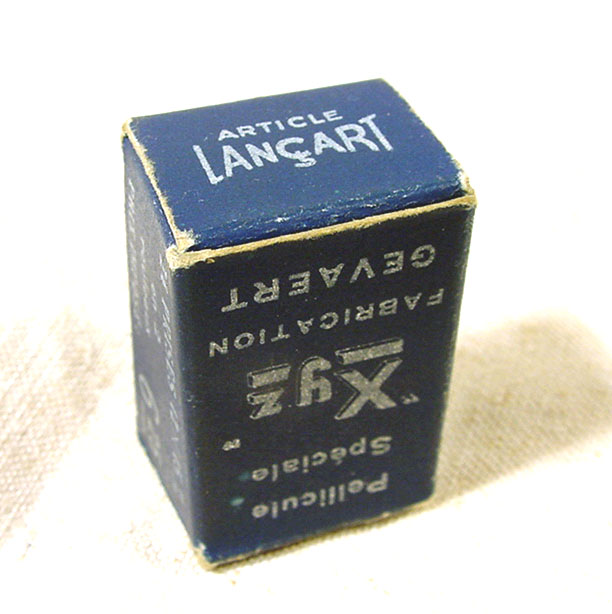 ARTICLE
LANÇART
Pellicule
Spéciale
"Xyz"
FABRICATION
GEVAERT